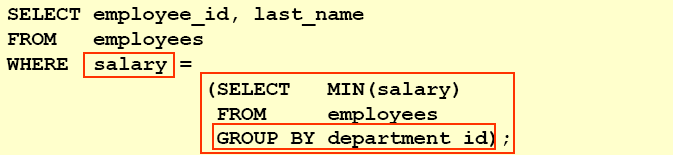 SELECT employee_id, last_name
FROM employees
WHERE salary =
(SELECT MIN(salary)
FROM employees
GROUP BY department_id);